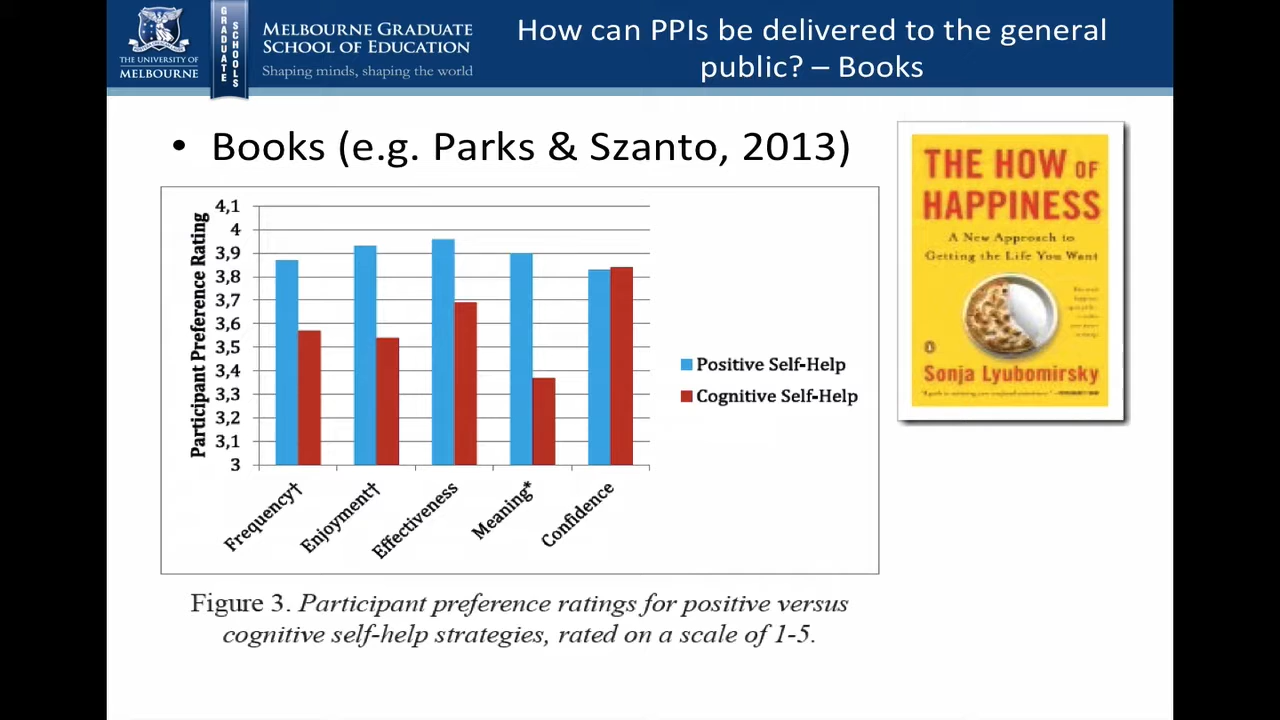 THE UNIVERSITY OF
MELBOURNE
GRADUATE
SCHOOLS
MELBOURNE GRADUATE
SCHOOL OF EDUCATION
Shaping minds, shaping the world
How can PPIs be delivered to the general
public? – Books
• Books (e.g. Parks & Szanto, 2013)
Participant Preference Rating
4,1
4
3,9
3,8
3,7
3,6
3,5
3,4
3,3
3,2
3,1
3
Frequency†
Enjoyment†
Effectiveness
Meaning*
Confidence
Positive Self-Help
Cognitive Self-Help
Figure 3. Participant preference ratings for positive versus
cognitive self-help strategies, rated on a scale of 1-5.
THE HOW OF
HAPPINESS
A New Approach to
Getting the Life You Want
Sonja Lyubomirsky